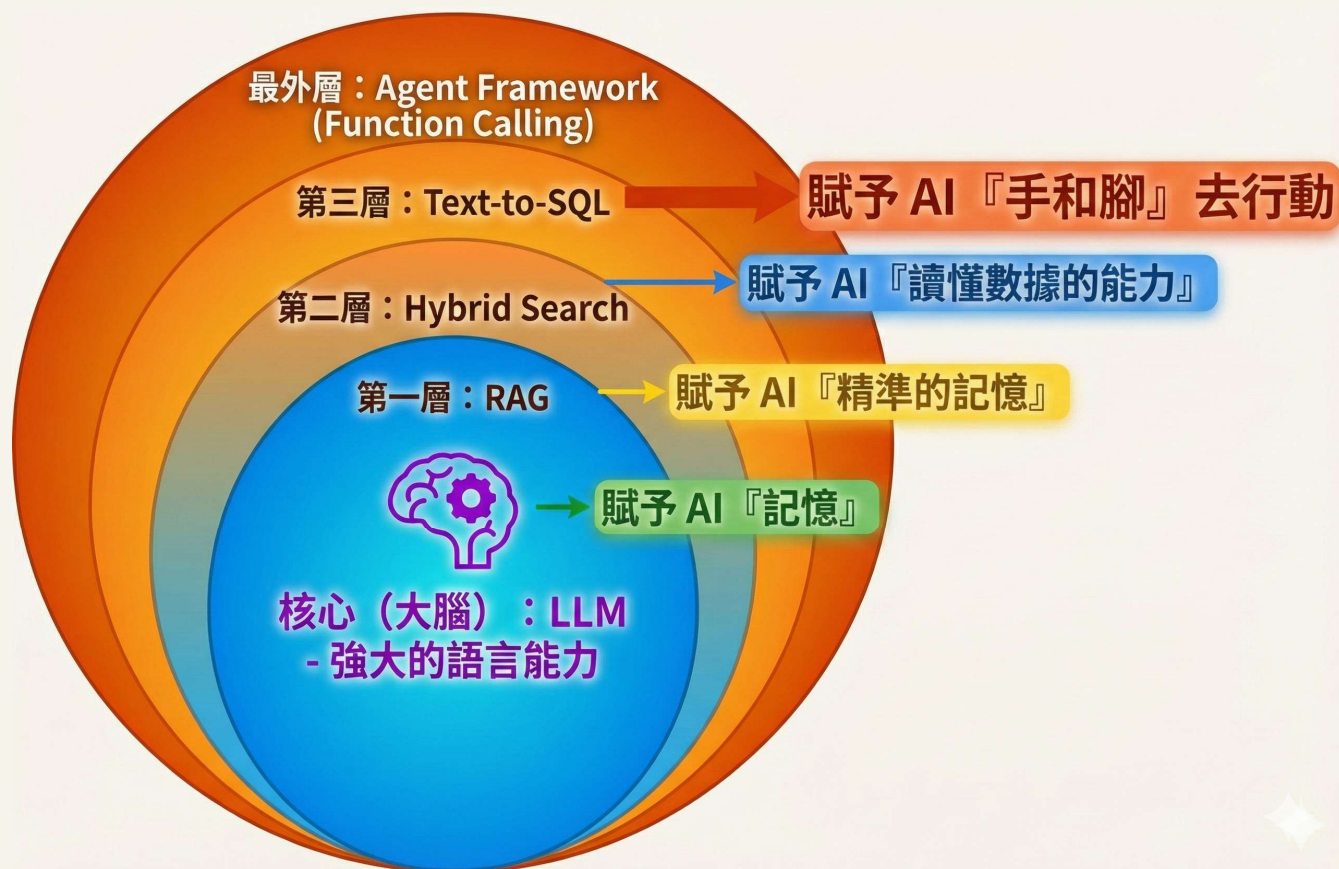 最外層：Agent Framework
(Function Calling)
第三層：Text-to-SQL
賦予 AI『手和腳』去行動
賦予 AI『讀懂數據的能力』
第二層：Hybrid Search
第一層：RAG
賦予 AI『精準的記憶』
賦予 AI『記憶』
核心（大腦）：LLM
- 強大的語言能力